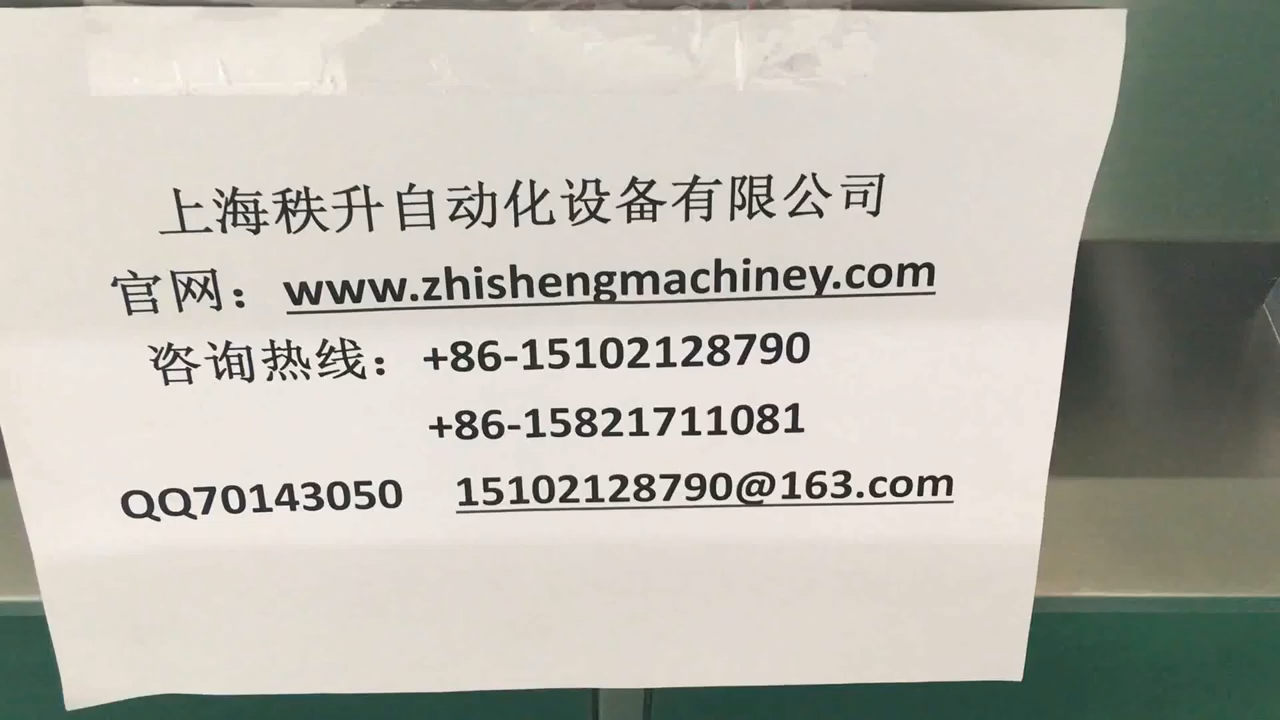 上海秩升自动化设备有限公司
官网：www.zhishengmachiney.com
咨询热线：+86-15102128790
+86-15821711081
QQ70143050 15102128790@163.com